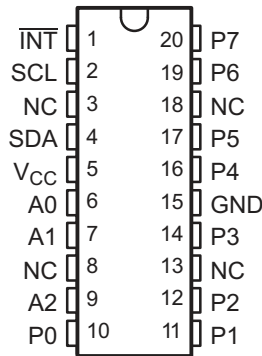 I̅N̅T̅ 1 20 P7
SCL 2 19 P6
NC 3 18 NC
SDA 4 17 P5
VCC 5 16 P4
A0 6 15 GND
A1 7 14 P3
NC 8 13 NC
A2 9 12 P2
P0 10 11 P1